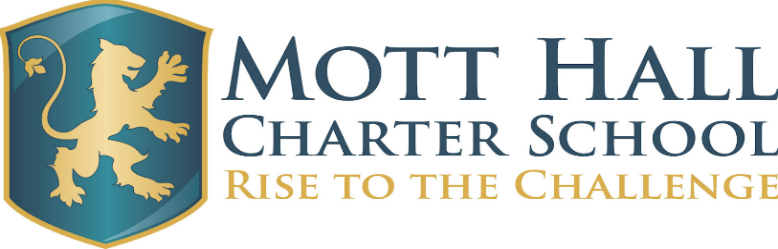 Mott Hall
Charter School
Rise to the Challenge